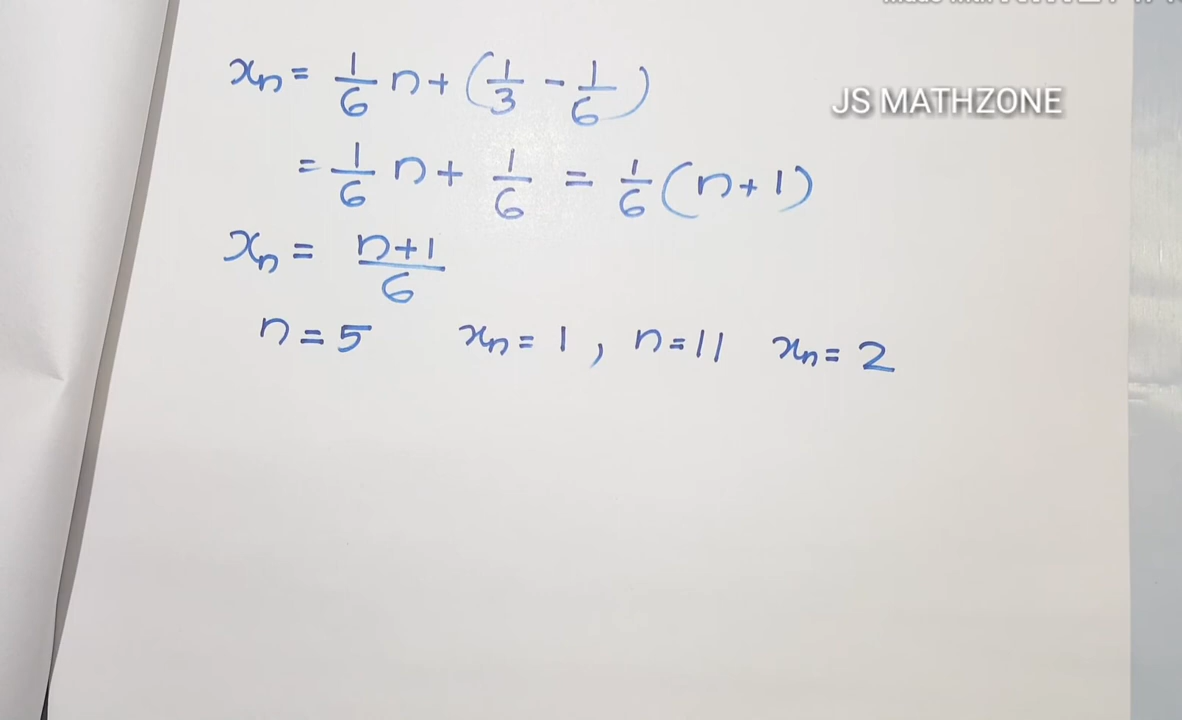 xₙ = 1/6 n + (1/3 - 1/6)
JS MATHZONE
= 1/6 n + 1/6 = 1/6 (n+1)
xₙ = n+1/6
n = 5 xₙ = 1 , n = 11 xₙ = 2